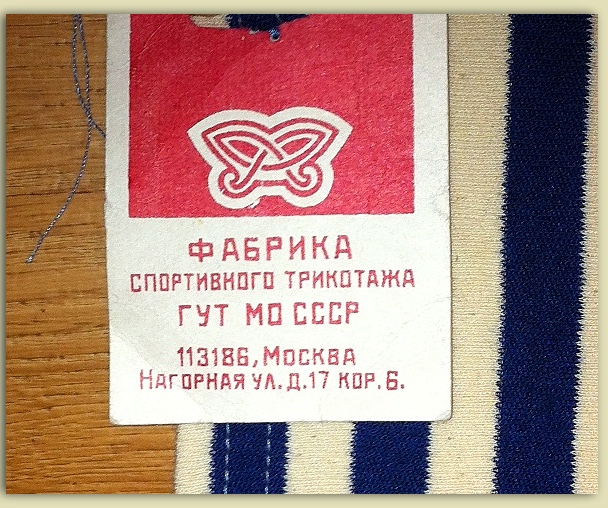 ФАБРИКА
СПОРТИВНОГО ТРИКОТАЖА
ГУТ МО СССР
113186, МОСКВА
НАГОРНАЯ УЛ. Д. 17 КОР. 6.